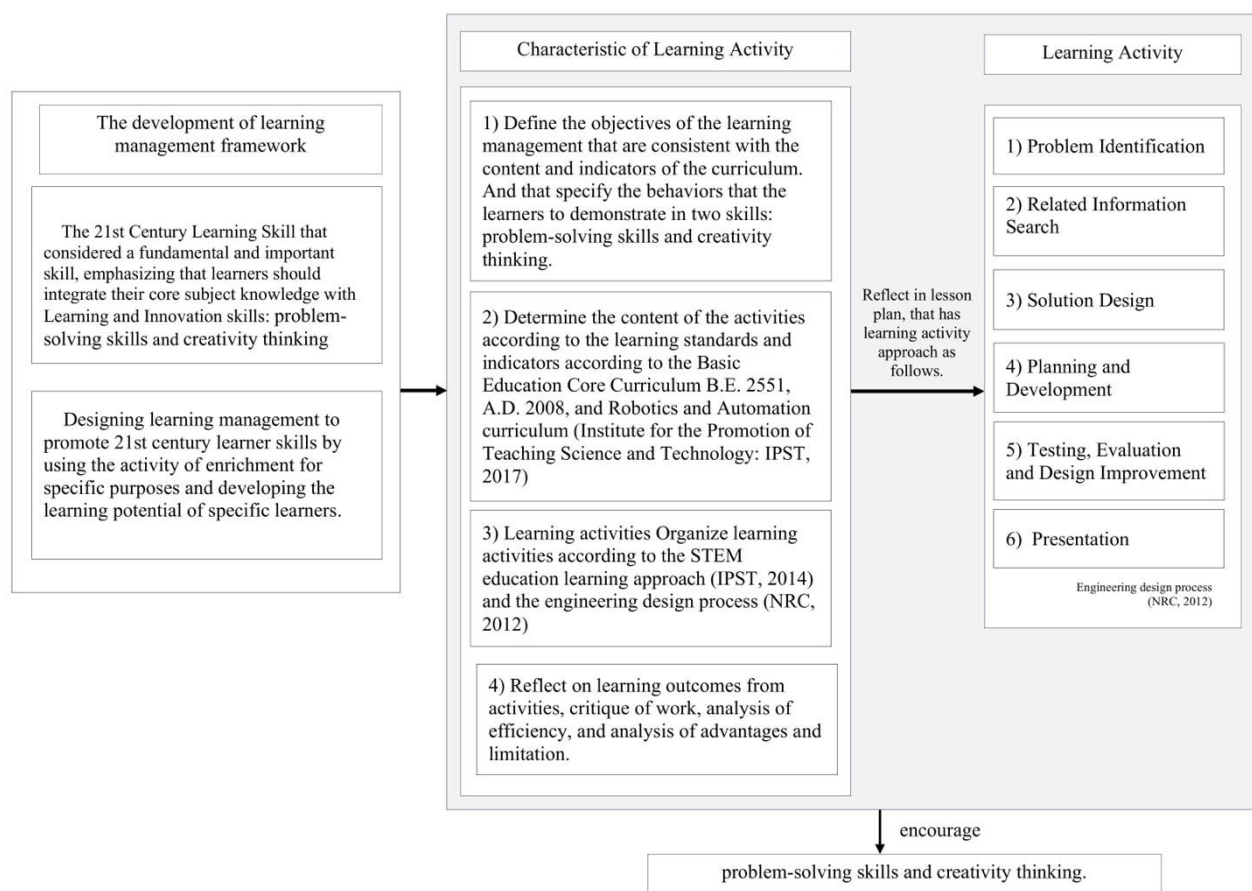 The development of learning
management framework
The 21st Century Learning Skill that
considered a fundamental and important
skill, emphasizing that learners should
integrate their core subject knowledge with
Learning and Innovation skills: problem-
solving skills and creativity thinking
Designing learning management to
promote 21st century learner skills by
using the activity of enrichment for
specific purposes and developing the
learning potential of specific learners.
Characteristic of Learning Activity
1) Define the objectives of the learning
management that are consistent with the
content and indicators of the curriculum.
And that specify the behaviors that the
learners to demonstrate in two skills:
problem-solving skills and creativity
thinking.
2) Determine the content of the activities
according to the learning standards and
indicators according to the Basic
Education Core Curriculum B.E. 2551,
A.D. 2008, and Robotics and Automation
curriculum (Institute for the Promotion of
Teaching Science and Technology: IPST,
2017)
3) Learning activities Organize learning
activities according to the STEM
education learning approach (IPST, 2014)
and the engineering design process (NRC,
2012)
4) Reflect on learning outcomes from
activities, critique of work, analysis of
efficiency, and analysis of advantages and
limitation.
Reflect in lesson
plan, that has
learning activity
approach as
follows.
Learning Activity
1) Problem Identification
2) Related Information
Search
3) Solution Design
4) Planning and
Development
5) Testing, Evaluation
and Design Improvement
6) Presentation
Engineering design process
(NRC, 2012)
encourage
problem-solving skills and creativity thinking.